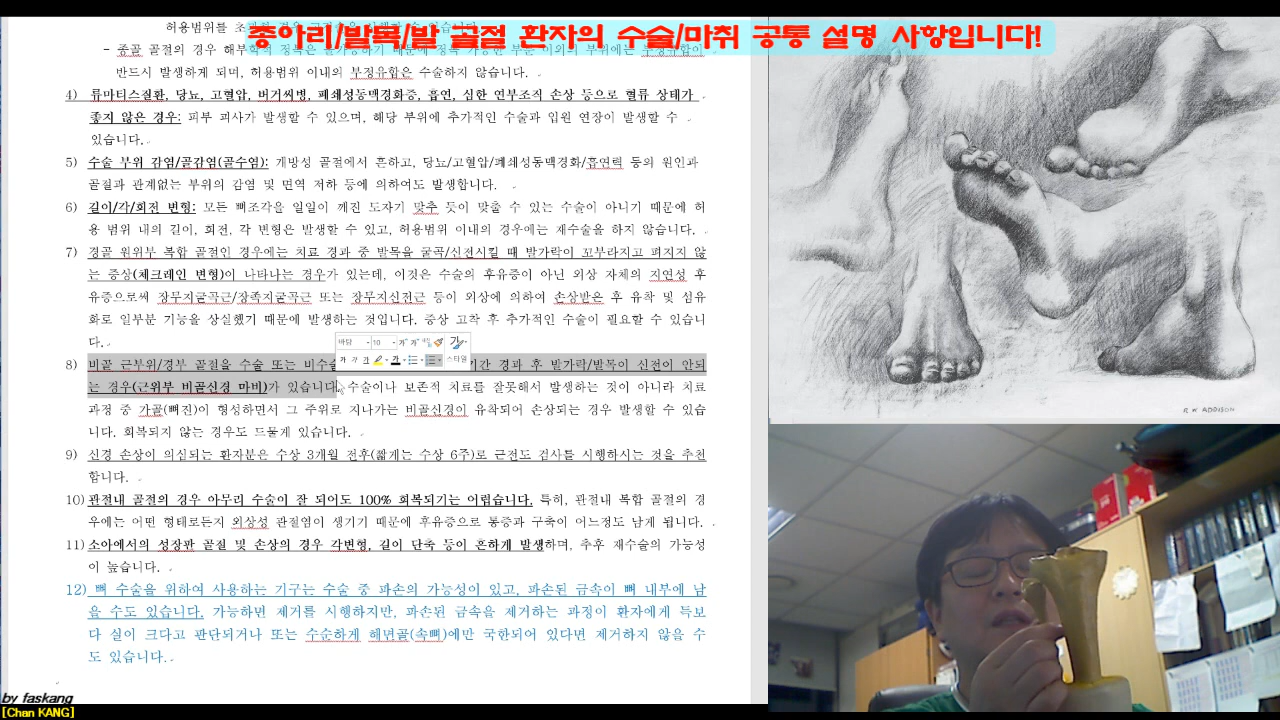 허용범위를 초과한 경우 교정술을 시행할 수 있습니다.
종아리/발목/발 골절 환자의 수술/마취 공통 설명 사항입니다!
- 종골 골절의 경우 해부학적 정복은 불가능하기 때문에 정복 가능한 부분 이외의 부위에는 부정유합이
반드시 발생하게 되며, 허용범위 이내의 부정유합은 수술하지 않습니다.
4) 류마티스질환, 당뇨, 고혈압, 버거씨병, 폐쇄성동맥경화증, 흡연, 심한 연부조직 손상 등으로 혈류 상태가
좋지 않은 경우: 피부 괴사가 발생할 수 있으며, 해당 부위에 추가적인 수술과 입원 연장이 발생할 수
있습니다.
5) 수술 부위 감염/골감염(골수염): 개방성 골절에서 흔하고, 당뇨/고혈압/폐쇄성동맥경화/흡연력 등의 원인과
골절과 관계없는 부위의 감염 및 면역 저하 등에 의하여도 발생합니다.
6) 길이/각/회전 변형: 모든 뼈조각을 일일이 깨진 도자기 맞추 듯이 맞출 수 있는 수술이 아니기 때문에 허
용 범위 내의 길이, 회전, 각 변형은 발생할 수 있고, 허용범위 이내의 경우에는 재수술을 하지 않습니다.
7) 경골 원위부 복합 골절인 경우에는 치료 경과 중 발목을 굴곡/신전시킬 때 발가락이 꼬부라지고 펴지지 않
는 증상(체크레인 변형)이 나타나는 경우가 있는데, 이것은 수술의 후유증이 아닌 외상 자체의 지연성 후
유증으로써 장무지굴곡근/장족지굴곡근 또는 장무지신전근 등이 외상에 의하여 손상받은 후 유착 및 섬유
화로 일부분 기능을 상실했기 때문에 발생하는 것입니다. 증상 고착 후 추가적인 수술이 필요할 수 있습니
다.
바탕 10 스타일
8) 비골 근부위/경부 골절을 수술 또는 비수술 기간 경과 후 발가락/발목이 신전이 안되
는 경우(근위부 비골신경 마비)가 있습니다. 수술이나 보존적 치료를 잘못해서 발생하는 것이 아니라 치료
과정 중 가골(뼈진)이 형성하면서 그 주위로 지나가는 비골신경이 유착되어 손상되는 경우 발생할 수 있습
니다. 회복되지 않는 경우도 드물게 있습니다.
9) 신경 손상이 의심되는 환자분은 수상 3개월 전후(짧게는 수상 6주)로 근전도 검사를 시행하시는 것을 추천
합니다.
10) 관절내 골절의 경우 아무리 수술이 잘 되어도 100% 회복되기는 어렵습니다. 특히, 관절내 복합 골절의 경
우에는 어떤 형태로든지 외상성 관절염이 생기기 때문에 후유증으로 통증과 구축이 어느정도 남게 됩니다.
11) 소아에서의 성장판 골절 및 손상의 경우 각변형, 길이 단축 등이 흔하게 발생하며, 추후 재수술의 가능성
이 높습니다.
12) 뼈 수술을 위하여 사용하는 기구는 수술 중 파손의 가능성이 있고, 파손된 금속이 뼈 내부에 남
을 수도 있습니다. 가능하면 제거를 시행하지만, 파손된 금속을 제거하는 과정이 환자에게 득보
다 실이 크다고 판단되거나 또는 수순하게 해면골(속뼈)에만 국한되어 있다면 제거하지 않을 수
도 있습니다.
R W ADDISON
by faskang
[Chan KANG]